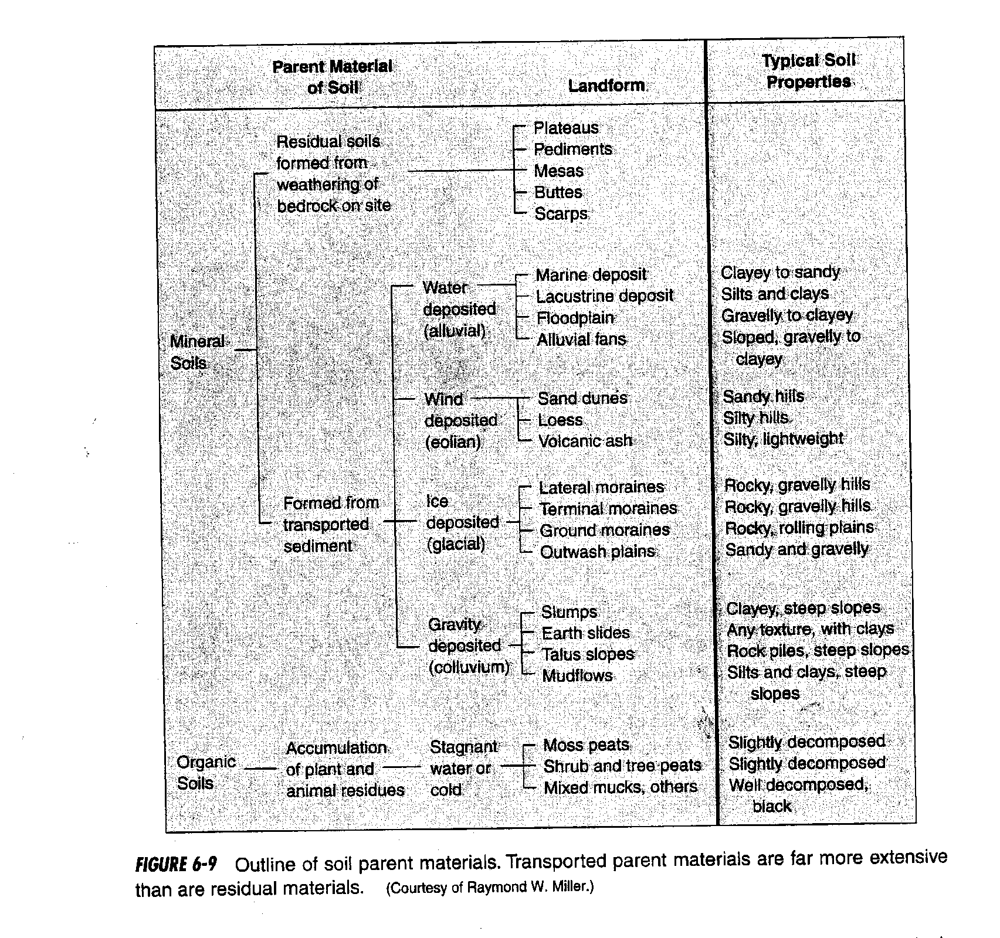 Parent Material
of Soil
Landform
Typical Soil
Properties
Residual soils
formed from
weathering of
bedrock on site
Plateaus
Pediments
Mesas
Buttes
Scarps
Mineral
Soils
Formed from
transported
sediment
Water
deposited
(alluvial)
Marine deposit
Lacustrine deposit
Floodplain
Alluvial fans
Clayey to sandy
Silts and clays
Gravelly to clayey
Sloped, gravelly to
clayey
Wind
deposited
(eolian)
Sand dunes
Loess
Volcanic ash
Sandy hills
Silty hills
Silty, lightweight
Ice
deposited
(glacial)
Lateral moraines
Terminal moraines
Ground moraines
Outwash plains
Rocky, gravelly hills
Rocky, gravelly hills
Rocky, rolling plains
Sandy and gravelly
Gravity
deposited
(colluvium)
Slumps
Earth slides
Talus slopes
Mudflows
Clayey, steep slopes
Any texture, with clays
Rock piles, steep slopes
Silts and clays, steep
slopes
Organic
Soils
Accumulation
of plant and
animal residues
Stagnant
water or
cold
Moss peats
Shrub and tree peats
Mixed mucks, others
Slightly decomposed
Slightly decomposed
Well decomposed,
black
FIGURE 6-9 Outline of soil parent materials. Transported parent materials are far more extensive
than are residual materials. (Courtesy of Raymond W. Miller.)